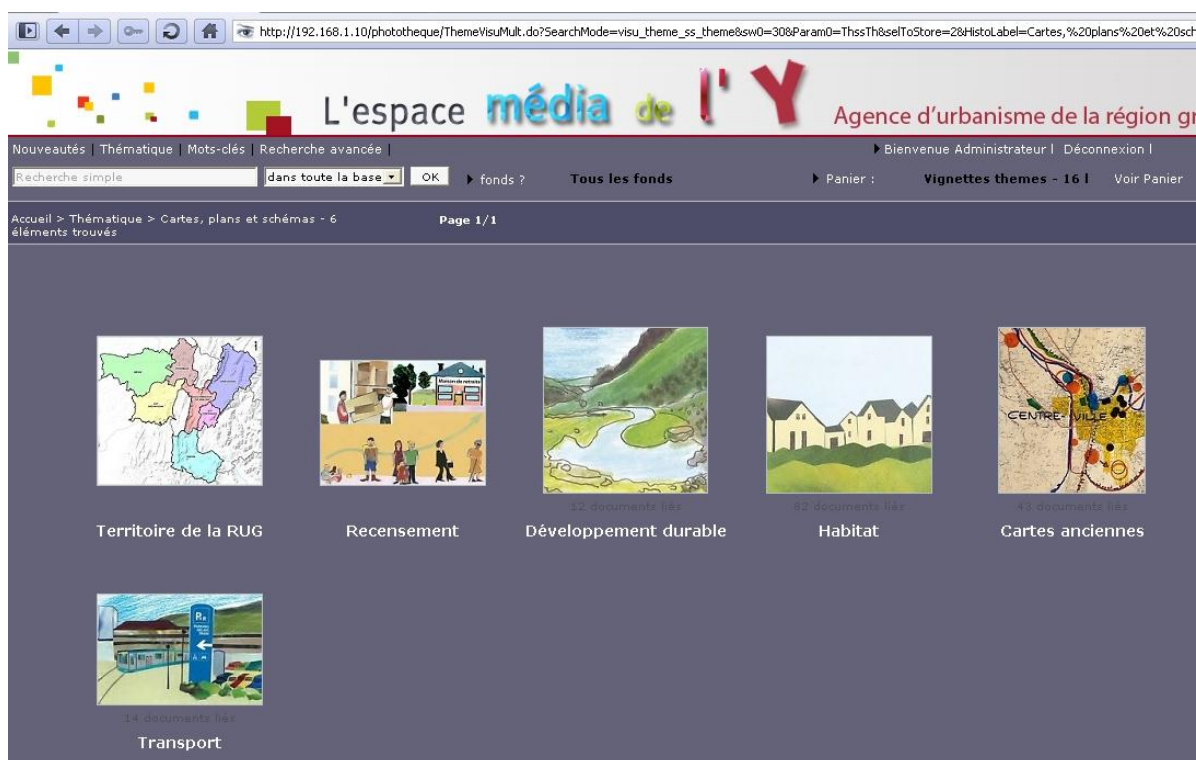 http://192.168.1.10/phototheque/ThemeVisuMult.do?SearchMode=visu_theme_ss_theme&sw0=30&Param0=ThssTh&selToStore=2&HistoLabel=Cartes,%20plans%20et%20sch
L'espace média de l'Y Agence d'urbanisme de la région gr
Nouveautés | Thématique | Mots-clés | Recherche avancée | Bienvenue Administrateur l Déconnexion l
Recherche simple dans toute la base OK fonds ? Tous les fonds Panier : Vignettes themes - 16 l Voir Panier
Accueil > Thématique > Cartes, plans et schémas - 6 Page 1/1
éléments trouvés
Maison de retraite
CENTRE-VILLE
12 documents liés 82 documents liés 43 documents liés
Territoire de la RUG Recensement Développement durable Habitat Cartes anciennes
14 documents liés
Transport